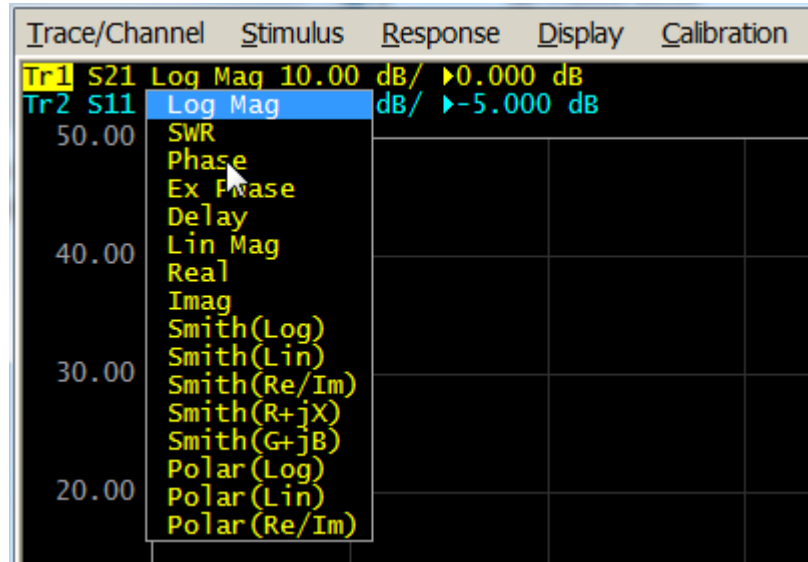 Trace/Channel Stimulus Response Display Calibration
Tr1 S21 Log Mag 10.00 dB/ ▶0.000 dB
Tr2 S11 dB/ ▶-5.000 dB
Log Mag
SWR
Phase
Ex Phase
Delay
Lin Mag
Real
Imag
Smith(Log)
Smith(Lin)
Smith(Re/Im)
Smith(R+jX)
Smith(G+jB)
Polar(Log)
Polar(Lin)
Polar(Re/Im)
50.00
40.00
30.00
20.00